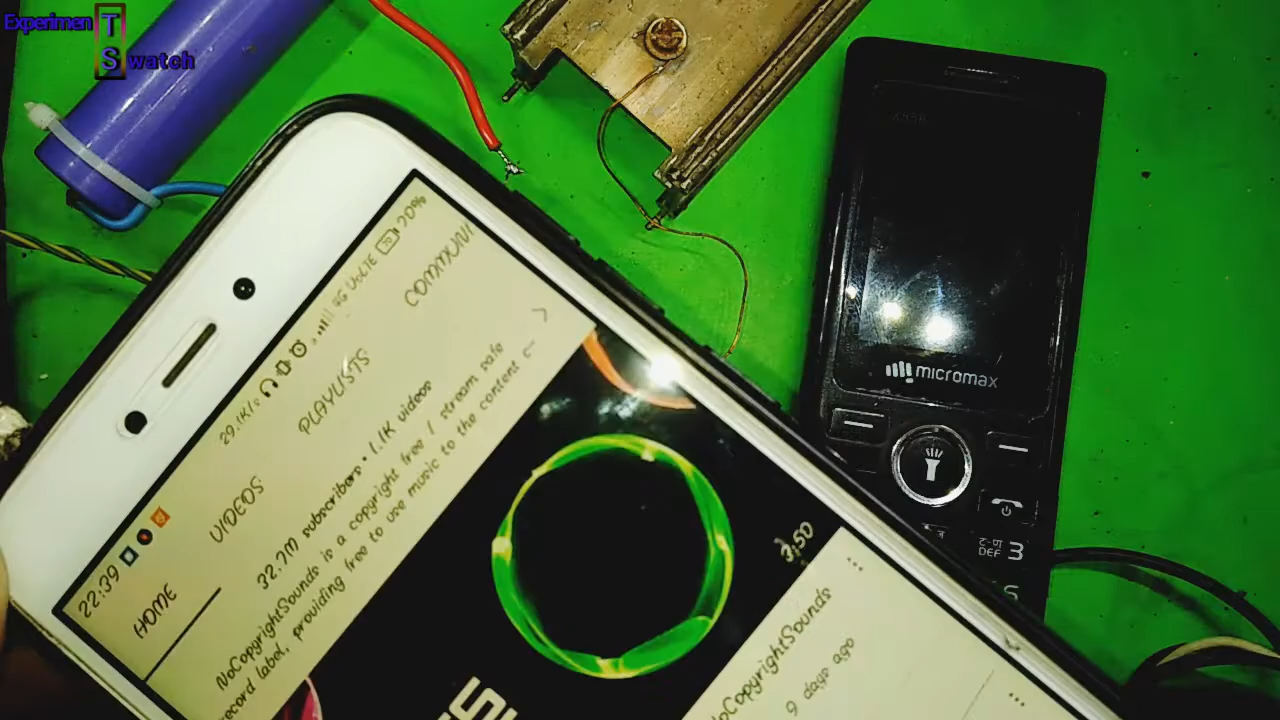 Experimen T
S watch
22:39
29.1K/s
4G VoLTE 20%
HOME
VIDEOS
PLAYLISTS
COMMUNI
32.7M subscribers • 1.1K videos
NoCopyrightSounds is a copyright free / stream safe
record label, providing free to use music to the content c-
3:50
NoCopyrightSounds
9 days ago
micromax
ट-ण
DEF 3